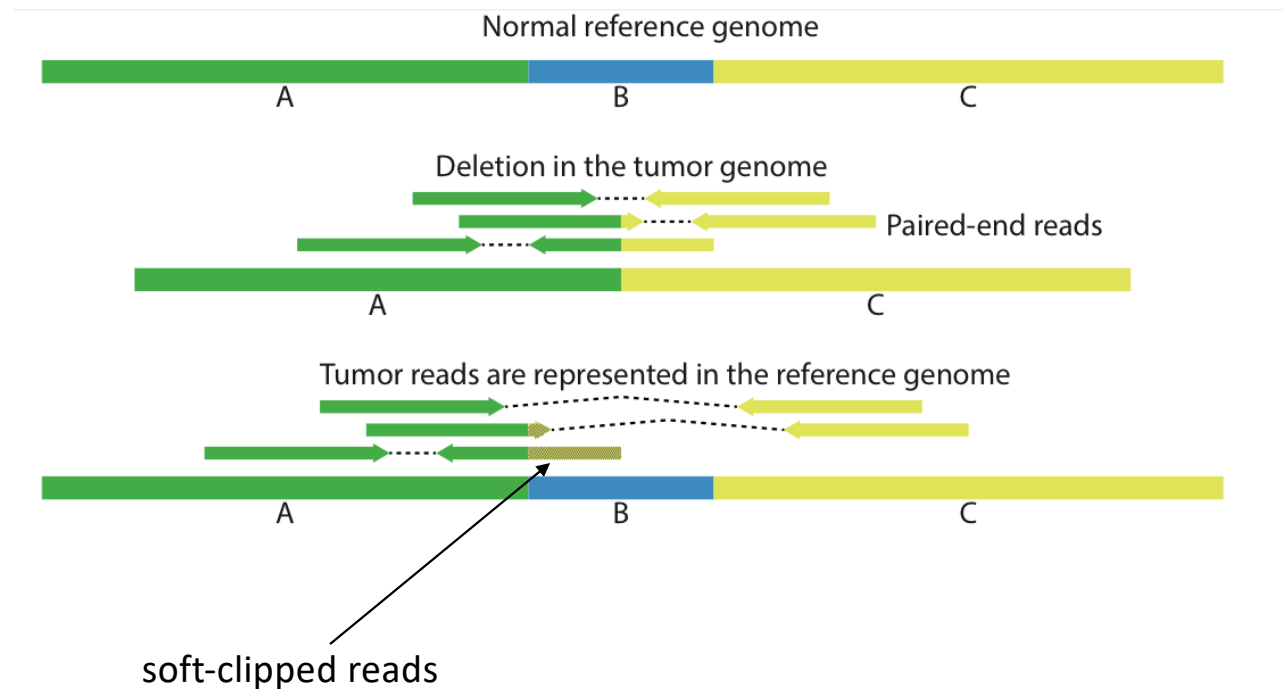 Normal reference genome
A B C
Deletion in the tumor genome
Paired-end reads
A C
Tumor reads are represented in the reference genome
A B C
soft-clipped reads